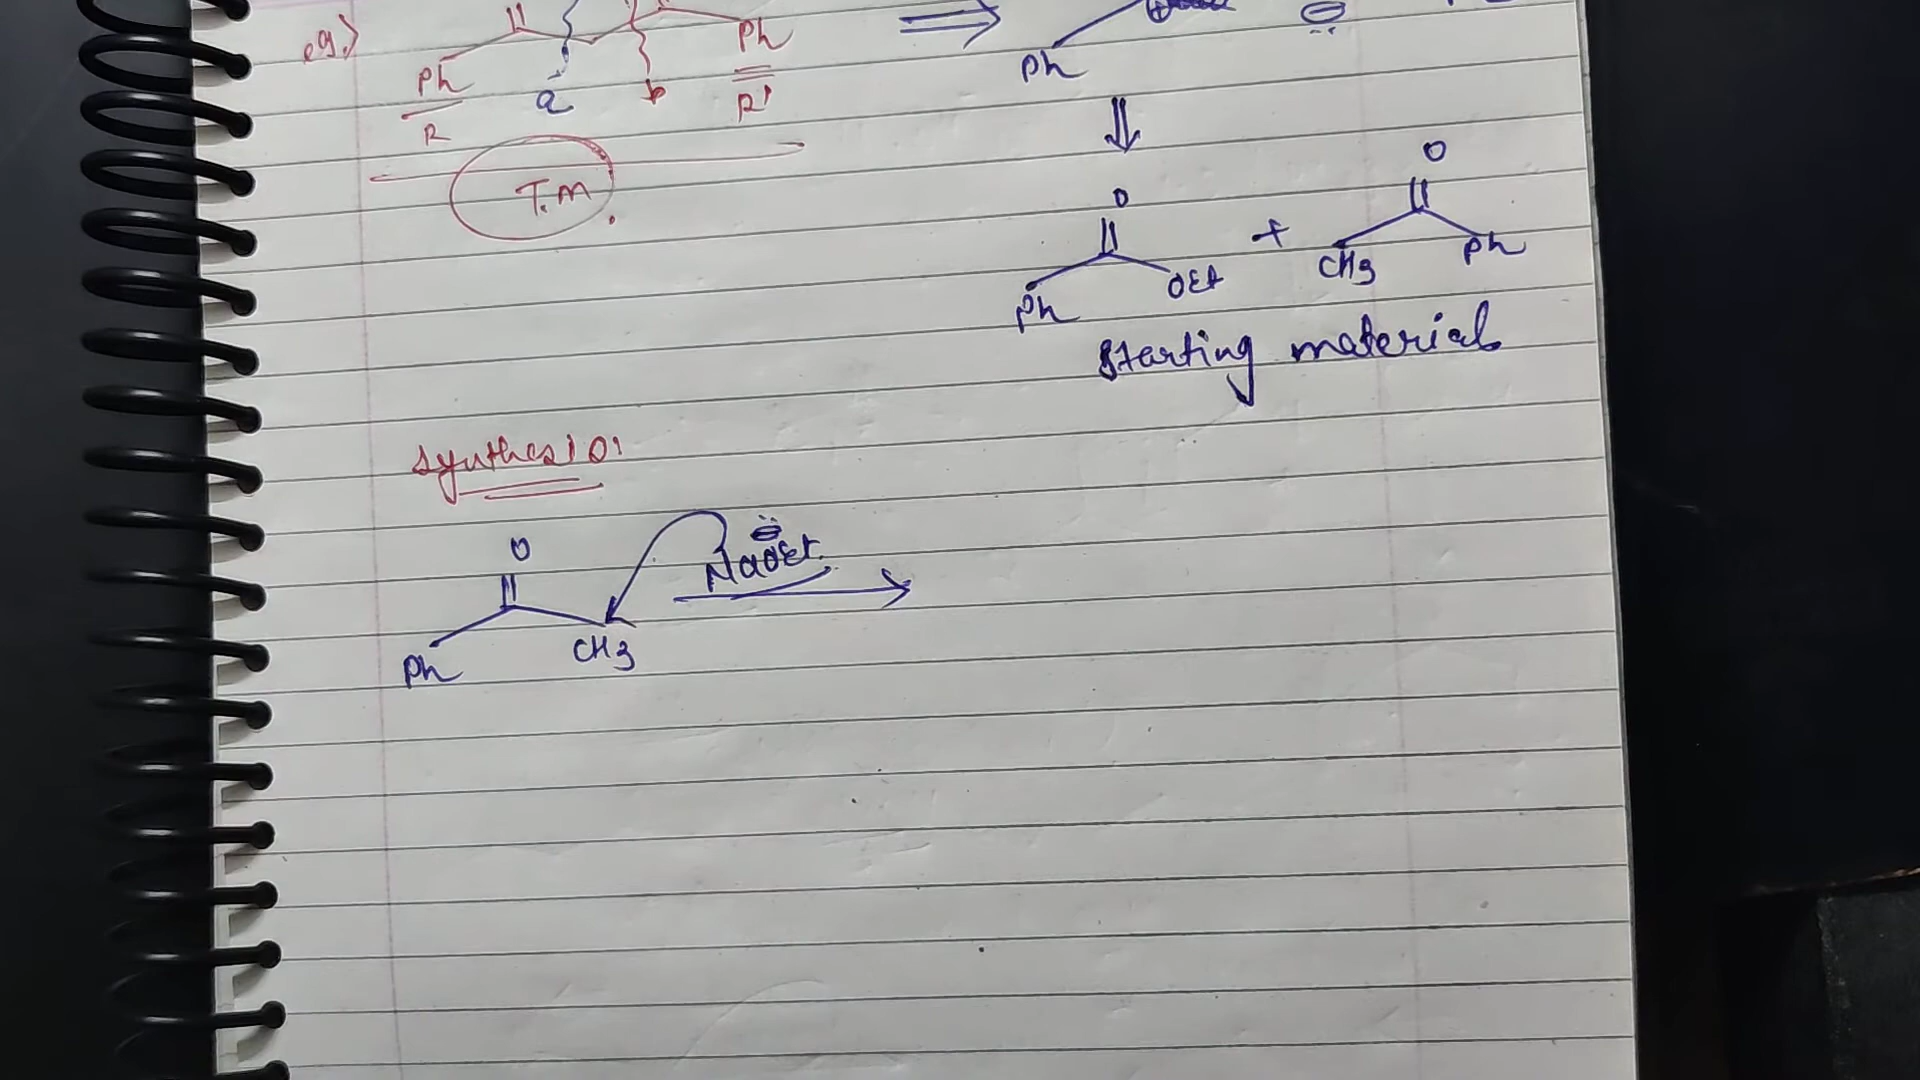 eg.)
Ph
Ph
R
a
b
R'
Ph
T.M.
O
O
Ph
OEt
+
CH3
Ph
Starting material
Synthesis
O
NaOEt
Ph
CH3